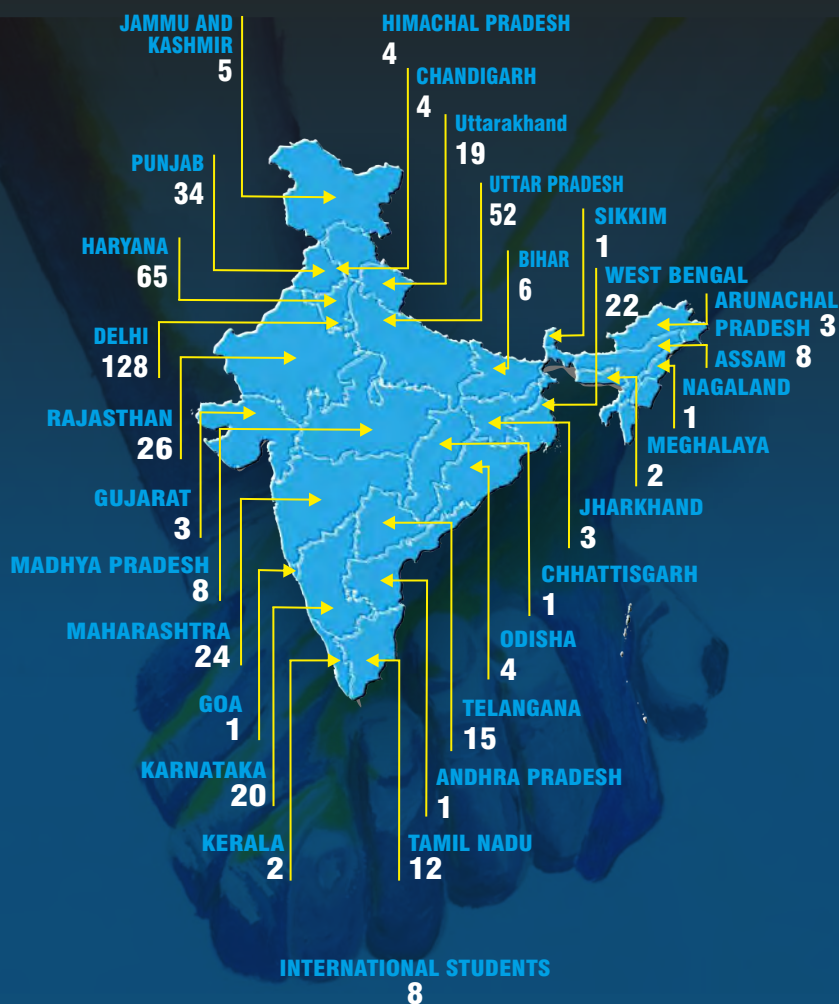 JAMMU AND
KASHMIR
5
HIMACHAL PRADESH
4
CHANDIGARH
4
Uttarakhand
19
PUNJAB
34
UTTAR PRADESH
52
SIKKIM
1
HARYANA
65
BIHAR
6
WEST BENGAL
22
ARUNACHAL
PRADESH 3
DELHI
128
ASSAM 8
NAGALAND
1
RAJASTHAN
26
MEGHALAYA
2
GUJARAT
3
JHARKHAND
3
MADHYA PRADESH
8
CHHATTISGARH
1
MAHARASHTRA
24
ODISHA
4
GOA
1
TELANGANA
15
KARNATAKA
20
ANDHRA PRADESH
1
KERALA
2
TAMIL NADU
12
INTERNATIONAL STUDENTS
8